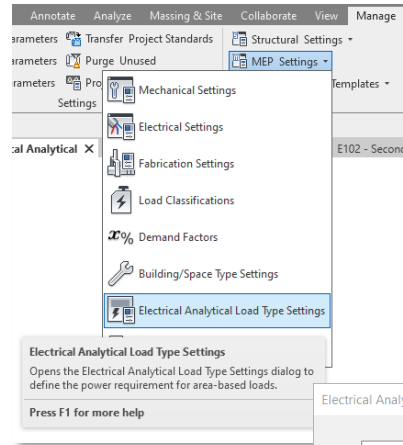 Annotate Analyze Massing & Site Collaborate View Manage
arameters Transfer Project Standards Structural Settings
arameters Purge Unused MEP Settings
rameters Pro emplates
Settings
Mechanical Settings
cal Analytical X E102 - Second
Electrical Settings
Fabrication Settings
Load Classifications
x% Demand Factors
Building/Space Type Settings
Electrical Analytical Load Type Settings
Electrical Analytical Load Type Settings
Opens the Electrical Analytical Load Type Settings dialog to
define the power requirement for area-based loads.
Electrical Analy
Press F1 for more help